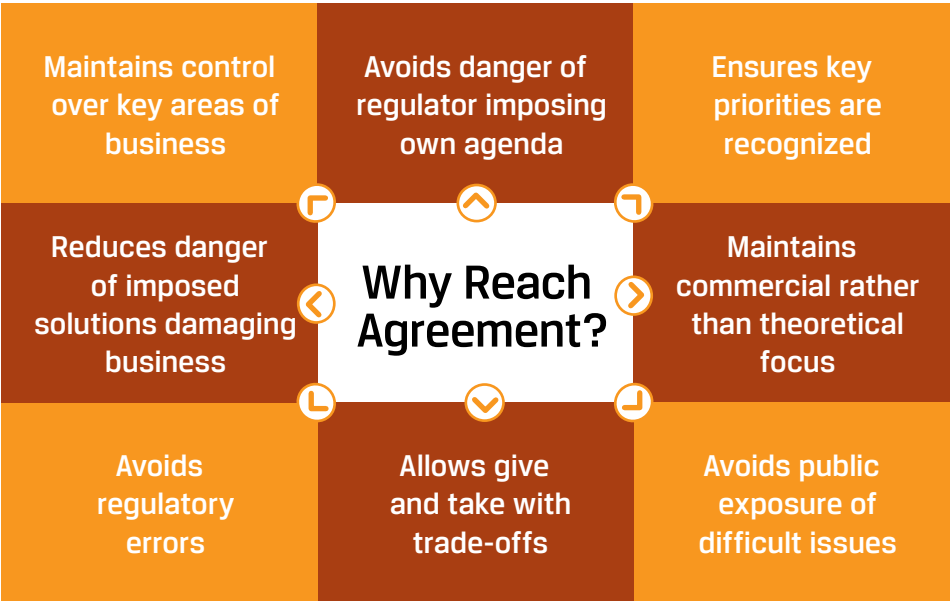 Maintains control
over key areas of
business
Avoids danger of
regulator imposing
own agenda
Ensures key
priorities are
recognized
Reduces danger
of imposed
solutions damaging
business
Why Reach
Agreement?
Maintains
commercial rather
than theoretical
focus
Avoids
regulatory
errors
Allows give
and take with
trade-offs
Avoids public
exposure of
difficult issues